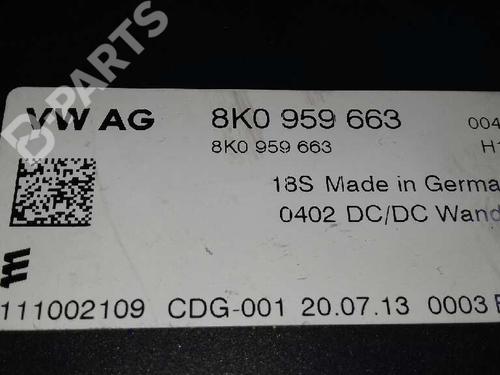 B-PARTS
VW AG 8K0 959 663 004
8K0 959 663 H1
18S Made in Germa
0402 DC/DC Wand
111002109 CDG-001 20.07.13 0003